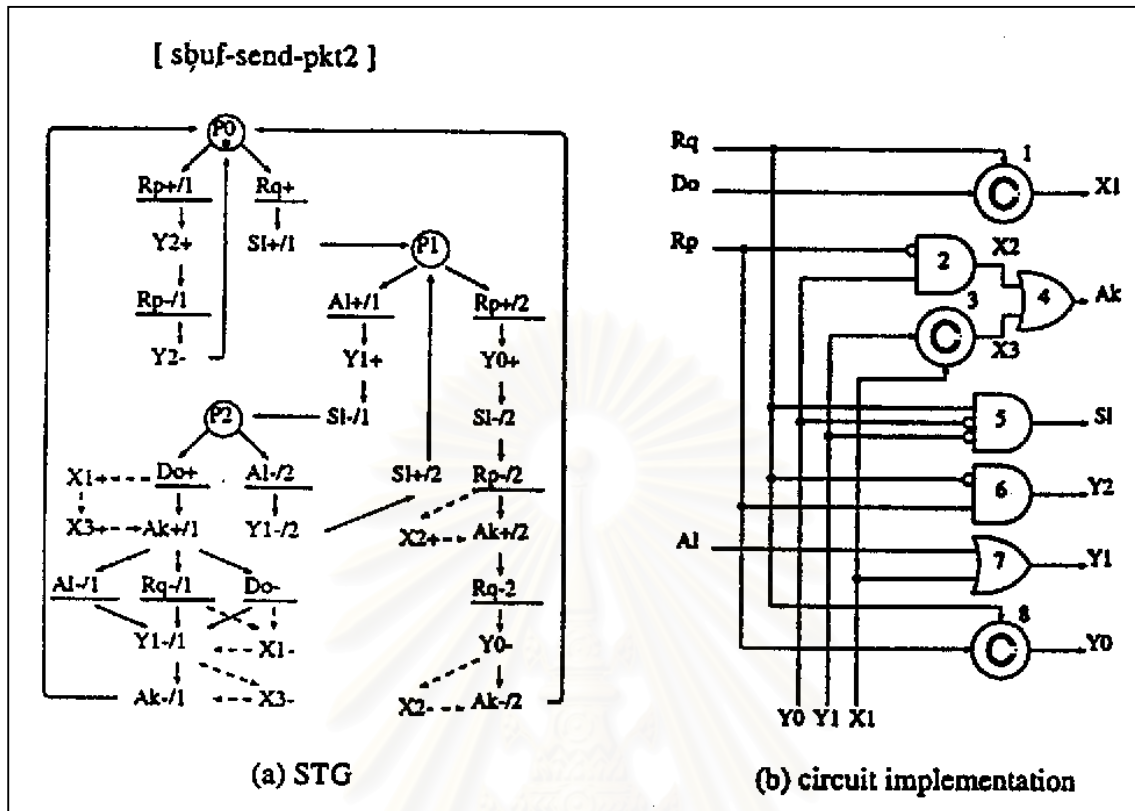 [ sbuf-send-pkt2 ]
P0
Rp+/1 Rq+
Y2+ Sl+/1
P1
Rp-/1 Al+/1 Rp+/2
Y2- Y1+ Y0+
P2 Sl-/1 Sl-/2
X1+ Do+ Al-/2 Sl+/2 Rp-/2
X3+ Ak+/1 Y1-/2 X2+ Ak+/2
Al-/1 Rq-/1 Do- Rq-2
Y1-/1 X1- Y0-
Ak-/1 X3- X2- Ak-/2
(a) STG
Rq 1
Do C X1
Rp 2 X2
3 4 Ak
C X3
5 Sl
6 Y2
Al 7 Y1
8
C Y0
Y0 Y1 X1
(b) circuit implementation